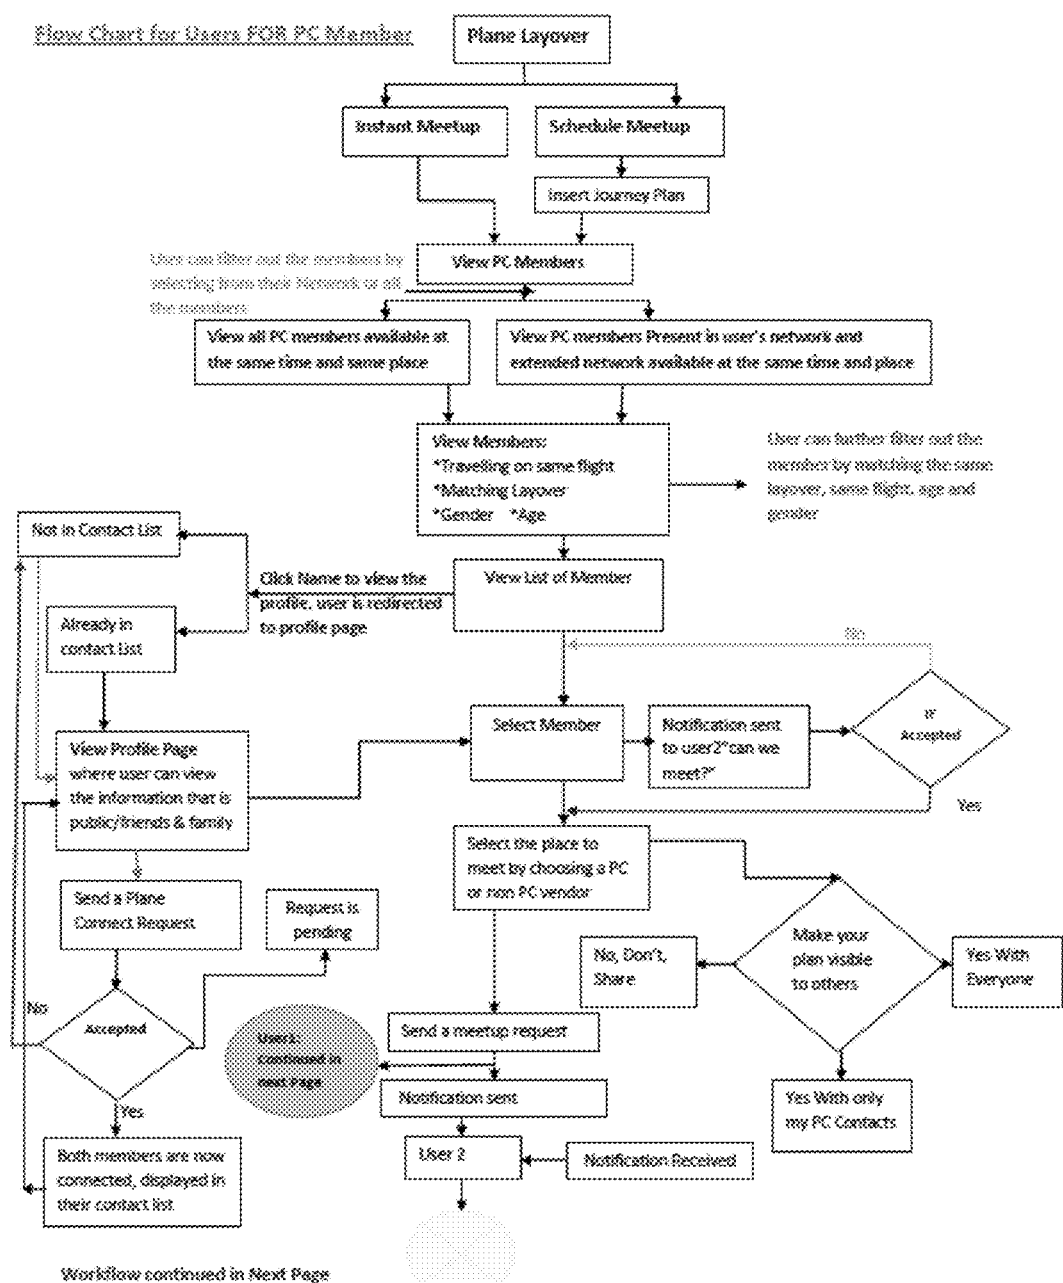 Flow Chart for Users FOR PC Member
Plane Layover
Instant Meetup
Schedule Meetup
Insert Journey Plan
View PC Members
User can filter out the members by
selecting from their Network or all
the members
View all PC members available at
the same time and same place
View PC members Present in user's network and
extended network available at the same time and place
View Members:
*Travelling on same flight
*Matching Layover
*Gender *Age
User can further filter out the
member by matching the same
layover, same flight, age and
gender
Not in Contact List
Click Name to view the
profile, user is redirected
to profile page
View List of Member
Already in
contact List
No
Select Member
Notification sent
to user2"can we
meet?"
If
Accepted
View Profile Page
where user can view
the information that is
public/friends & family
Yes
Select the place to
meet by choosing a PC
or non PC vendor
Send a Plane
Connect Request
Request is
pending
No, Don't,
Share
Make your
plan visible
to others
Yes With
Everyone
No
Accepted
User1:
Continued in
next Page
Send a meetup request
Notification sent
Yes With only
my PC Contacts
Yes
Both members are now
connected, displayed in
their contact list
User 2
Notification Received
Workflow continued in Next Page